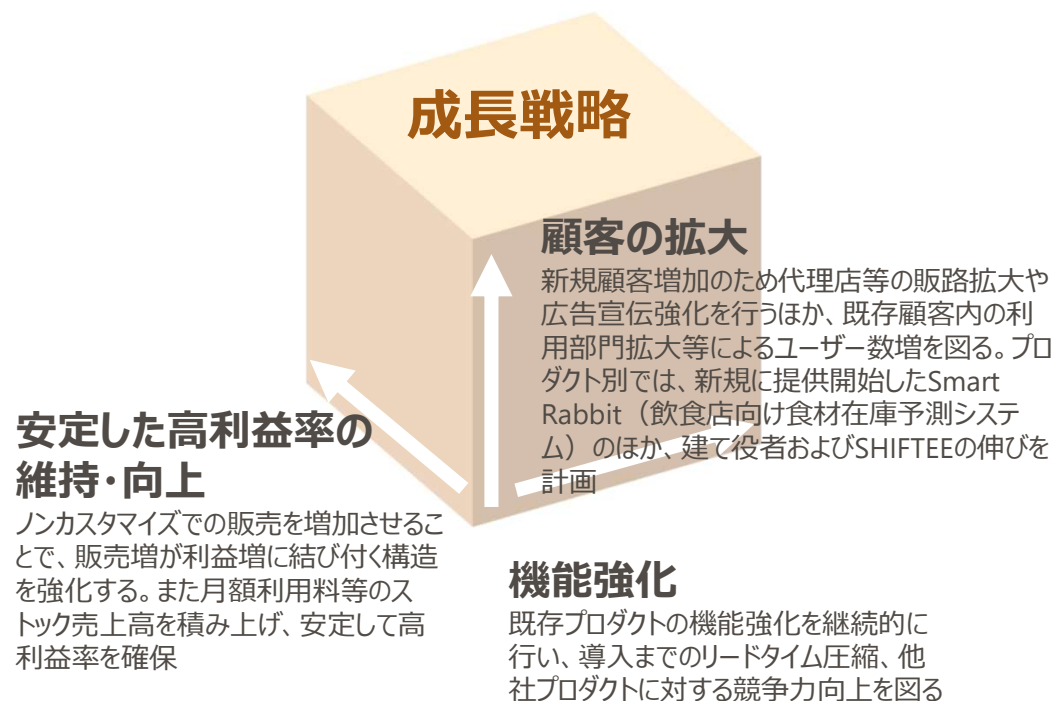 成長戦略
顧客の拡大
新規顧客増加のため代理店等の販路拡大や
広告宣伝強化を行うほか、既存顧客内の利
用部門拡大等によるユーザー数増を図る。プロ
ダクト別では、新規に提供開始したSmart
Rabbit（飲食店向け食材在庫予測システ
ム）のほか、建て役者およびSHIFTEEの伸びを
計画
安定した高利益率の
維持・向上
ノンカスタマイズでの販売を増加させるこ
とで、販売増が利益増に結び付く構造
を強化する。また月額利用料等のス
トック売上高を積み上げ、安定して高
利益率を確保
機能強化
既存プロダクトの機能強化を継続的に
行い、導入までのリードタイム圧縮、他
社プロダクトに対する競争力向上を図る